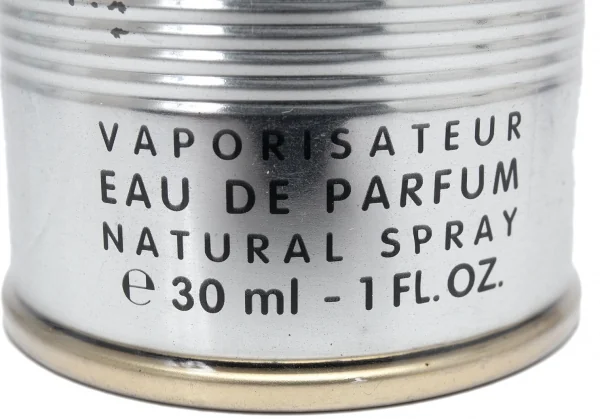 VAPORISATEUR
EAU DE PARFUM
NATURAL SPRAY
℮ 30 ml - 1 FL. OZ.